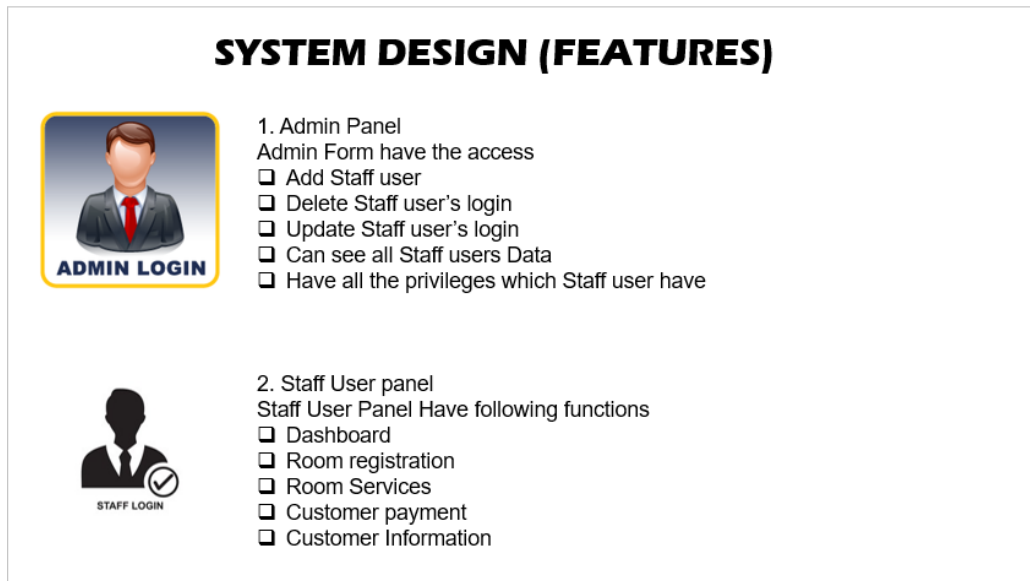 SYSTEM DESIGN (FEATURES)
ADMIN LOGIN
1. Admin Panel
Admin Form have the access
❑ Add Staff user
❑ Delete Staff user’s login
❑ Update Staff user’s login
❑ Can see all Staff users Data
❑ Have all the privileges which Staff user have
STAFF LOGIN
2. Staff User panel
Staff User Panel Have following functions
❑ Dashboard
❑ Room registration
❑ Room Services
❑ Customer payment
❑ Customer Information